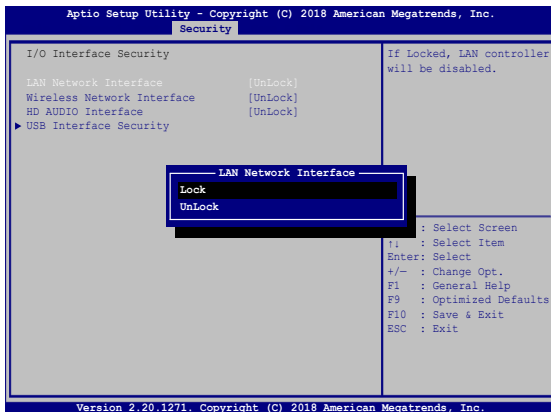 Aptio Setup Utility - Copyright (C) 2018 American Megatrends, Inc.
Security
I/O Interface Security
LAN Network Interface [UnLock]
Wireless Network Interface [UnLock]
HD AUDIO Interface [UnLock]
USB Interface Security
If Locked, LAN controller
will be disabled.
LAN Network Interface
Lock
UnLock
: Select Screen
↑↓ : Select Item
Enter: Select
+/— : Change Opt.
F1 : General Help
F9 : Optimized Defaults
F10 : Save & Exit
ESC : Exit
Version 2.20.1271. Copyright (C) 2018 American Megatrends, Inc.